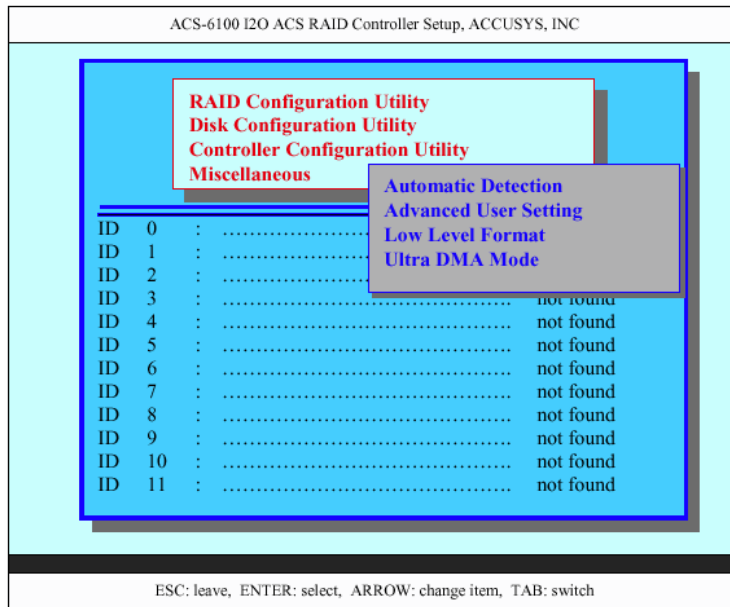 ACS-6100 I2O ACS RAID Controller Setup, ACCUSYS, INC
RAID Configuration Utility
Disk Configuration Utility
Controller Configuration Utility
Miscellaneous
Automatic Detection
Advanced User Setting
Low Level Format
Ultra DMA Mode
ID 0 : ........................
ID 1 : ........................
ID 2 : ........................
ID 3 : ................................................ not found
ID 4 : ................................................ not found
ID 5 : ................................................ not found
ID 6 : ................................................ not found
ID 7 : ................................................ not found
ID 8 : ................................................ not found
ID 9 : ................................................ not found
ID 10 : ................................................ not found
ID 11 : ................................................ not found
ESC: leave, ENTER: select, ARROW: change item, TAB: switch